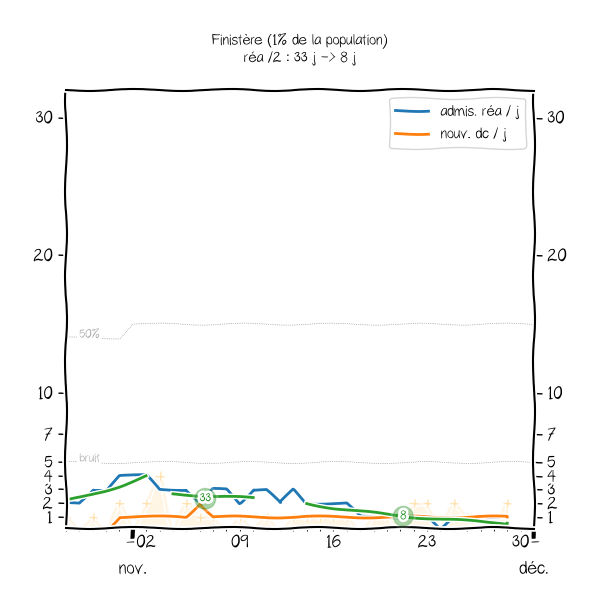 Finistère (1% de la population)
réa /2 : 33 j -> 8 j
admis. réa / j
nouv. dc / j
30 30
20 20
50%
10 10
7 7
bruit
5 5
4 4
3 3
2 2
1 1
33
8
02 09 16 23 30
nov. déc.